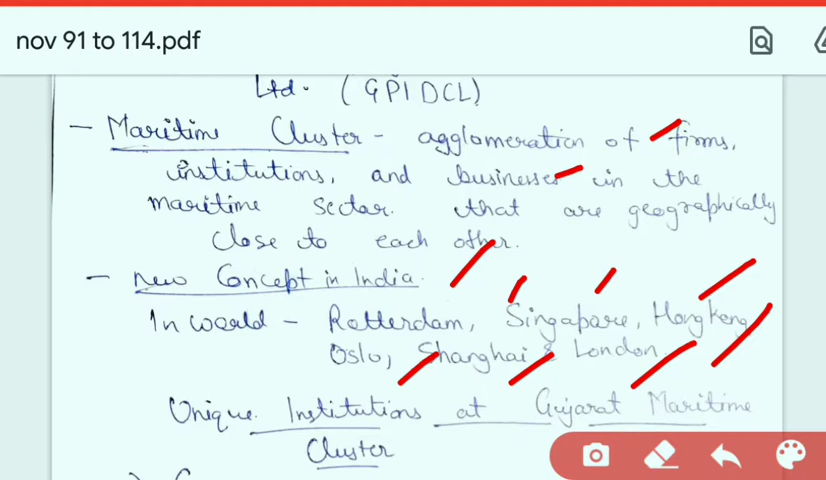 nov 91 to 114.pdf
Ltd. (GPIDCL)
- Maritime Cluster - agglomeration of firms,
institutions, and businesses in the
maritime sector. that are geographically
close to each other.
- New Concept in India.
In world - Rotterdam, Singapore, Hongkong
Oslo, Shanghai & London.
Unique Institutions at Gujarat Maritime
Cluster